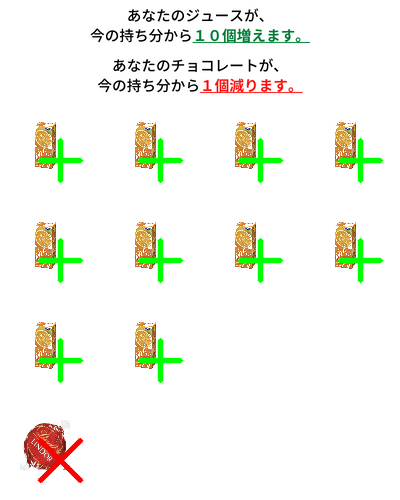 あなたのジュースが、
今の持ち分から１０個増えます。
あなたのチョコレートが、
今の持ち分から１個減ります。
LINDOR